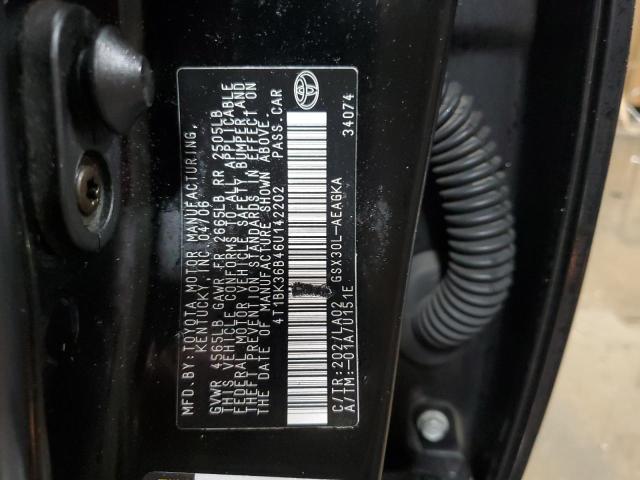 MFD.BY:TOYOTA MOTOR MANUFACTURING,
KENTUCKY, INC. 04/06
GVWR 4565LB GAWR FR 2665LB RR 2505LB
THIS VEHICLE CONFORMS TO ALL APPLICABLE
FEDERAL MOTOR VEHICLE SAFETY, BUMPER, AND
THEFT PREVENTION STANDARDS IN EFFECT ON
THE DATE OF MANUFACTURE SHOWN ABOVE.
4T1BK36B46U142202 PASS.CAR
C/TR:202/LA02 GSX30L-AEAGKA 34074
A/TM:-01A/0151E